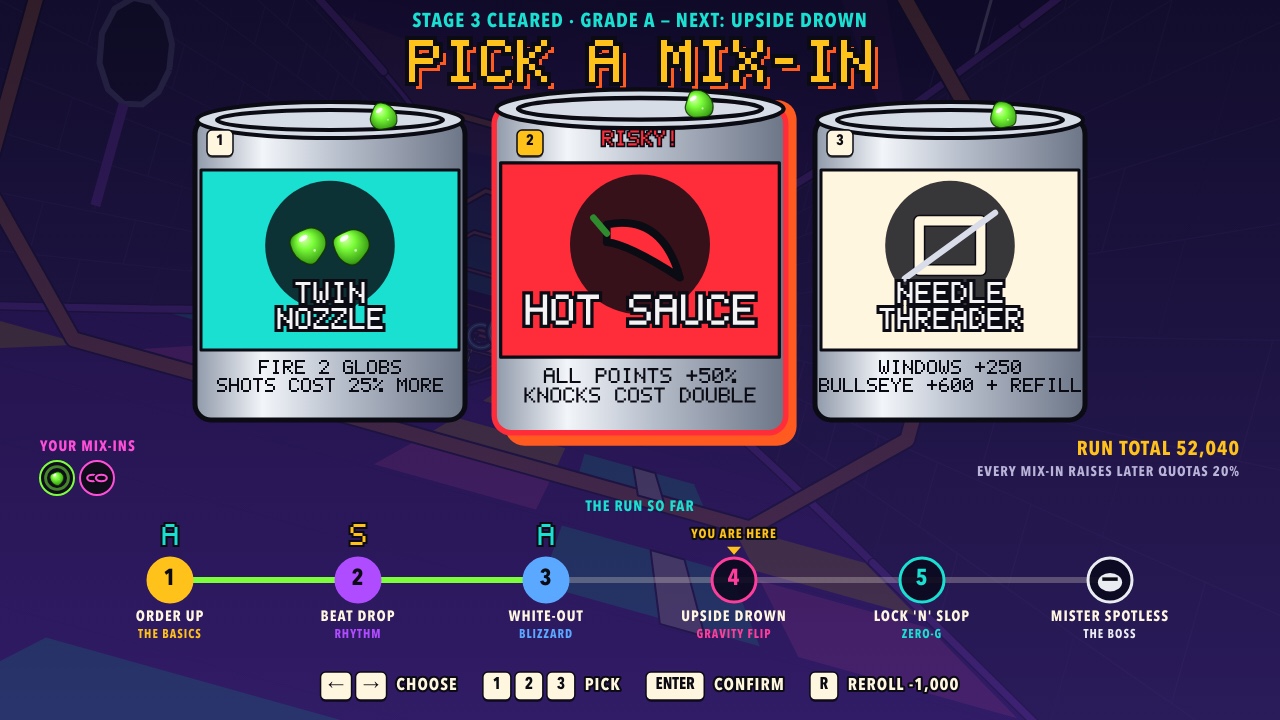 STAGE 3 CLEARED · GRADE A – NEXT: UPSIDE DROWN
PICK A MIX-IN
1
TWIN
NOZZLE
FIRE 2 GLOBS
SHOTS COST 25% MORE
2
RISKY!
HOT SAUCE
ALL POINTS +50%
KNOCKS COST DOUBLE
3
NEEDLE
THREADER
WINDOWS +250
BULLSEYE +600 + REFILL
YOUR MIX-INS
RUN TOTAL 52,040
EVERY MIX-IN RAISES LATER QUOTAS 20%
THE RUN SO FAR
A S A YOU ARE HERE
1 2 3 4 5
ORDER UP BEAT DROP WHITE-OUT UPSIDE DROWN LOCK 'N' SLOP MISTER SPOTLESS
THE BASICS RHYTHM BLIZZARD GRAVITY FLIP ZERO-G THE BOSS
← → CHOOSE 1 2 3 PICK ENTER CONFIRM R REROLL -1,000